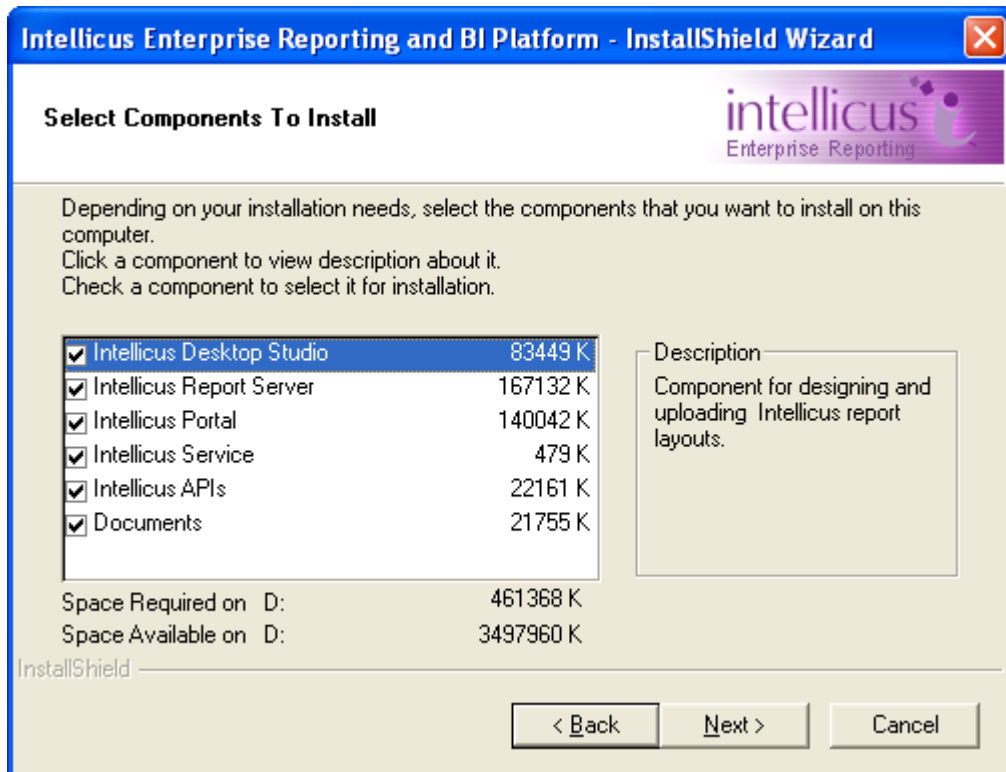 Intellicus Enterprise Reporting and BI Platform - InstallShield Wizard
Select Components To Install
intellicus
Enterprise Reporting
Depending on your installation needs, select the components that you want to install on this
computer.
Click a component to view description about it.
Check a component to select it for installation.
Intellicus Desktop Studio 83449 K
Intellicus Report Server 167132 K
Intellicus Portal 140042 K
Intellicus Service 479 K
Intellicus APIs 22161 K
Documents 21755 K
Description
Component for designing and
uploading Intellicus report
layouts.
Space Required on D: 461368 K
Space Available on D: 3497960 K
InstallShield
< Back Next > Cancel